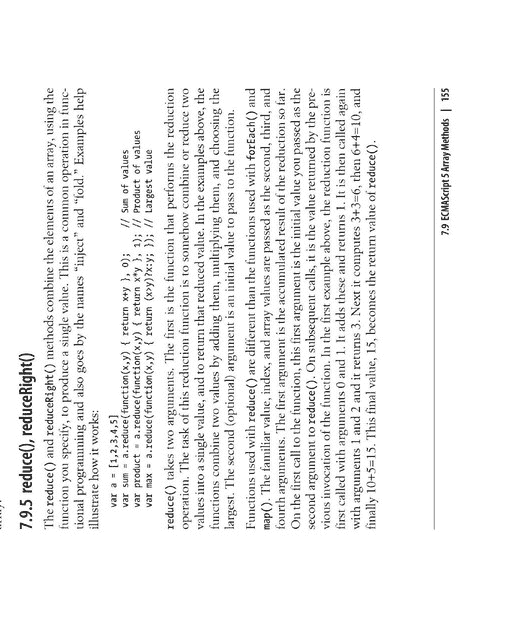 7.9.5 reduce(), reduceRight()
The reduce() and reduceRight() methods combine the elements of an array, using the
function you specify, to produce a single value. This is a common operation in func-
tional programming and also goes by the names “inject” and “fold.” Examples help
illustrate how it works:
var a = [1,2,3,4,5]
var sum = a.reduce(function(x,y) { return x+y }, 0); // Sum of values
var product = a.reduce(function(x,y) { return x*y }, 1); // Product of values
var max = a.reduce(function(x,y) { return (x>y)?x:y; }); // Largest value
reduce() takes two arguments. The first is the function that performs the reduction
operation. The task of this reduction function is to somehow combine or reduce two
values into a single value, and to return that reduced value. In the examples above, the
functions combine two values by adding them, multiplying them, and choosing the
largest. The second (optional) argument is an initial value to pass to the function.
Functions used with reduce() are different than the functions used with forEach() and
map(). The familiar value, index, and array values are passed as the second, third, and
fourth arguments. The first argument is the accumulated result of the reduction so far.
On the first call to the function, this first argument is the initial value you passed as the
second argument to reduce(). On subsequent calls, it is the value returned by the pre-
vious invocation of the function. In the first example above, the reduction function is
first called with arguments 0 and 1. It adds these and returns 1. It is then called again
with arguments 1 and 2 and it returns 3. Next it computes 3+3=6, then 6+4=10, and
finally 10+5=15. This final value, 15, becomes the return value of reduce().
7.9 ECMAScript 5 Array Methods | 155